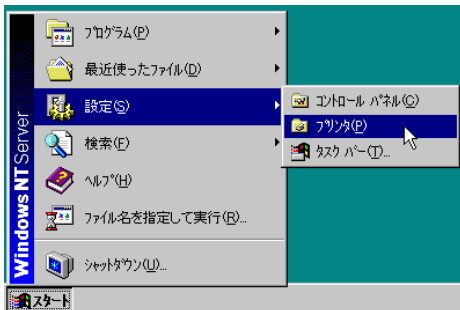 ﾌﾟﾛｸﾞﾗﾑ(P)
最近使ったﾌｧｲﾙ(D)
設定(S)
検索(F)
ﾍﾙﾌﾟ(H)
ﾌｧｲﾙ名を指定して実行(R)...
ｼｬｯﾄﾀﾞｳﾝ(U)...
Windows NT Server
ｺﾝﾄﾛｰﾙ ﾊﾟﾈﾙ(C)
ﾌﾟﾘﾝﾀ(P)
ﾀｽｸ ﾊﾞｰ(T)...
ｽﾀｰﾄ